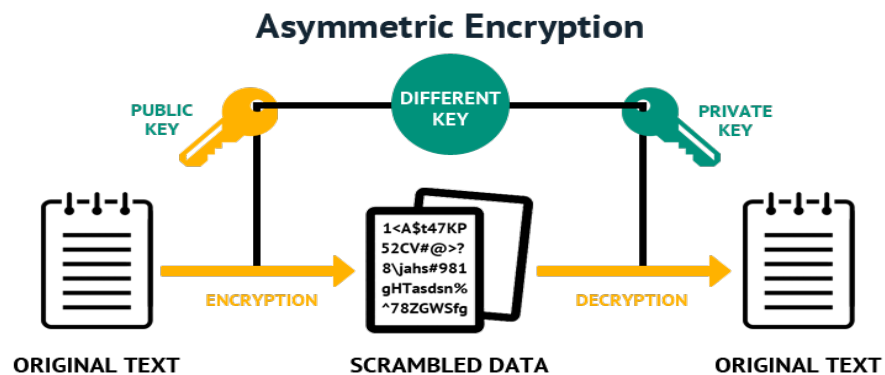 Asymmetric Encryption
PUBLIC
KEY
DIFFERENT
KEY
PRIVATE
KEY
1<A$t47KP
52CV#@>?
8\jahs#981
gHTasdsn%
^78ZGWSfg
ENCRYPTION
DECRYPTION
ORIGINAL TEXT
SCRAMBLED DATA
ORIGINAL TEXT